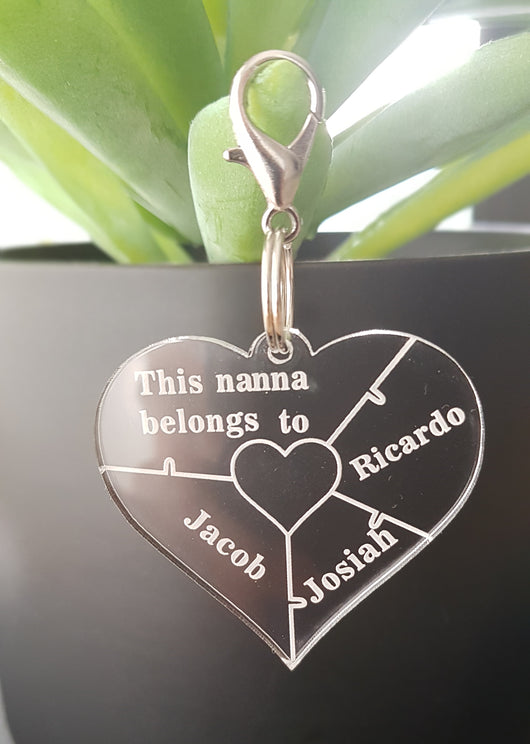 This nanna
belongs to
Ricardo
Jacob
Josiah